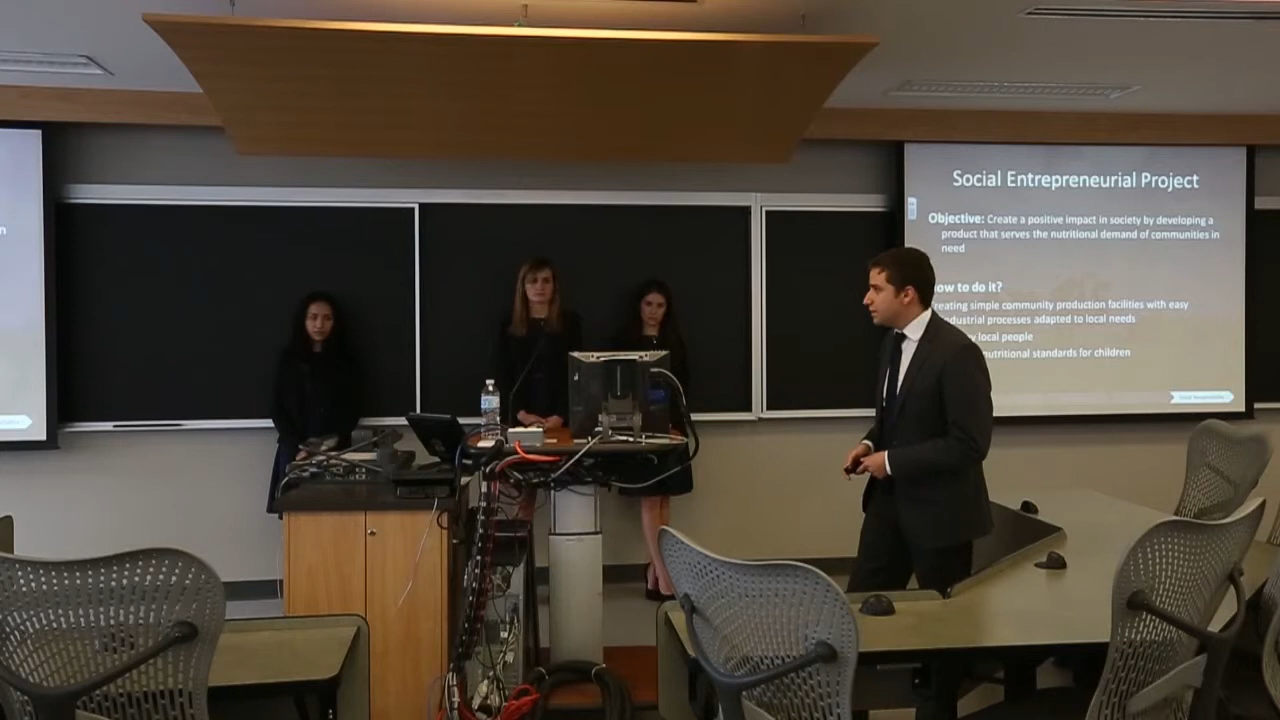 n
Social Entrepreneurial Project
Objective: Create a positive impact in society by developing a
product that serves the nutritional demand of communities in
need
ow to do it?
reating simple community production facilities with easy
ndustrial processes adapted to local needs
y local people
nutritional standards for children